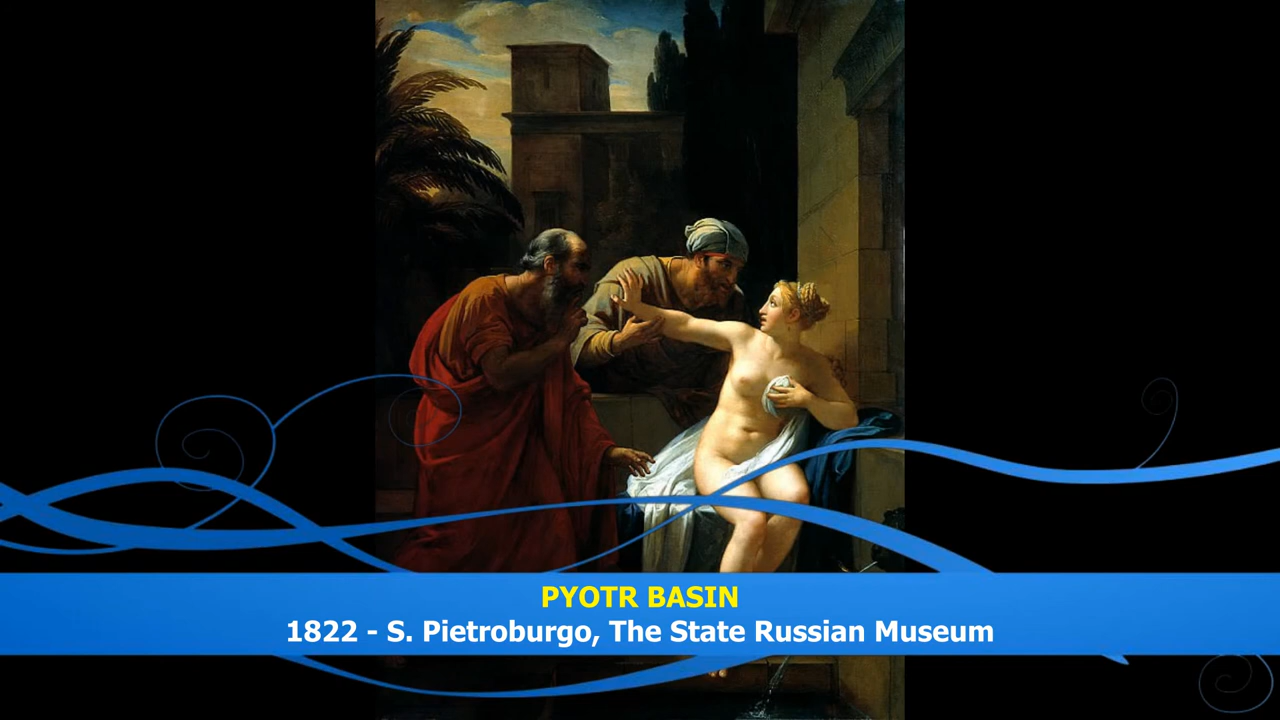 PYOTR BASIN
1822 - S. Pietroburgo, The State Russian Museum